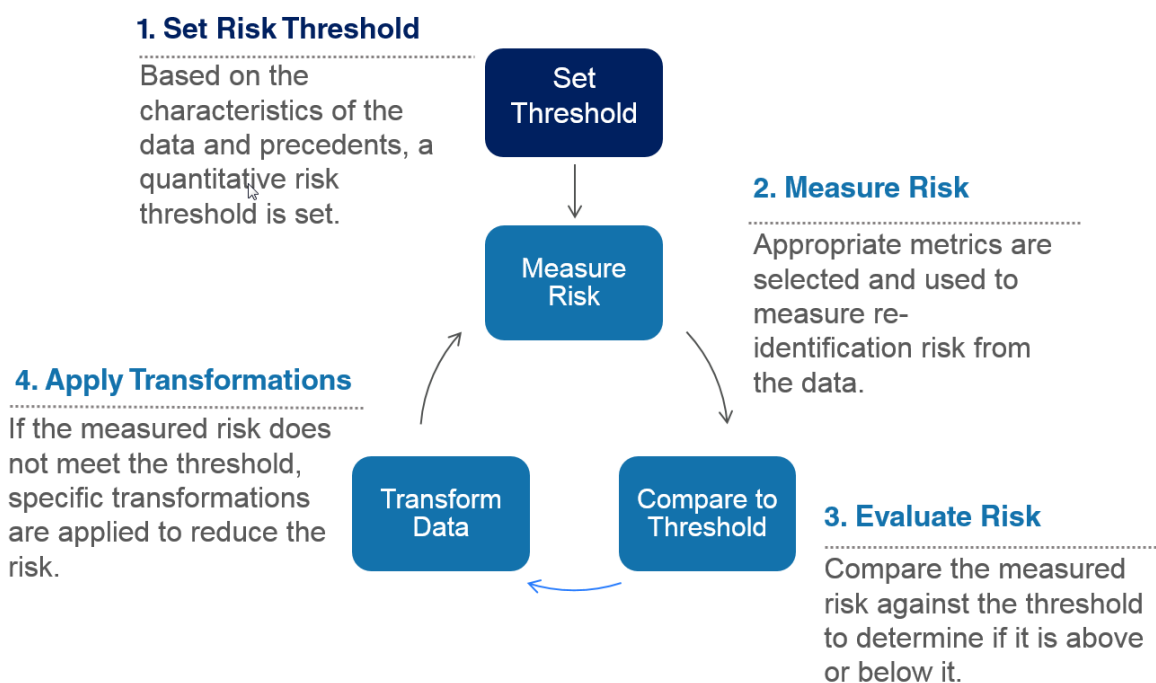 1. Set Risk Threshold
Based on the
characteristics of the
data and precedents, a
quantitative risk
threshold is set.
Set
Threshold
2. Measure Risk
Appropriate metrics are
selected and used to
measure re-
identification risk from
the data.
Measure
Risk
4. Apply Transformations
If the measured risk does
not meet the threshold,
specific transformations
are applied to reduce the
risk.
Transform
Data
Compare to
Threshold
3. Evaluate Risk
Compare the measured
risk against the threshold
to determine if it is above
or below it.